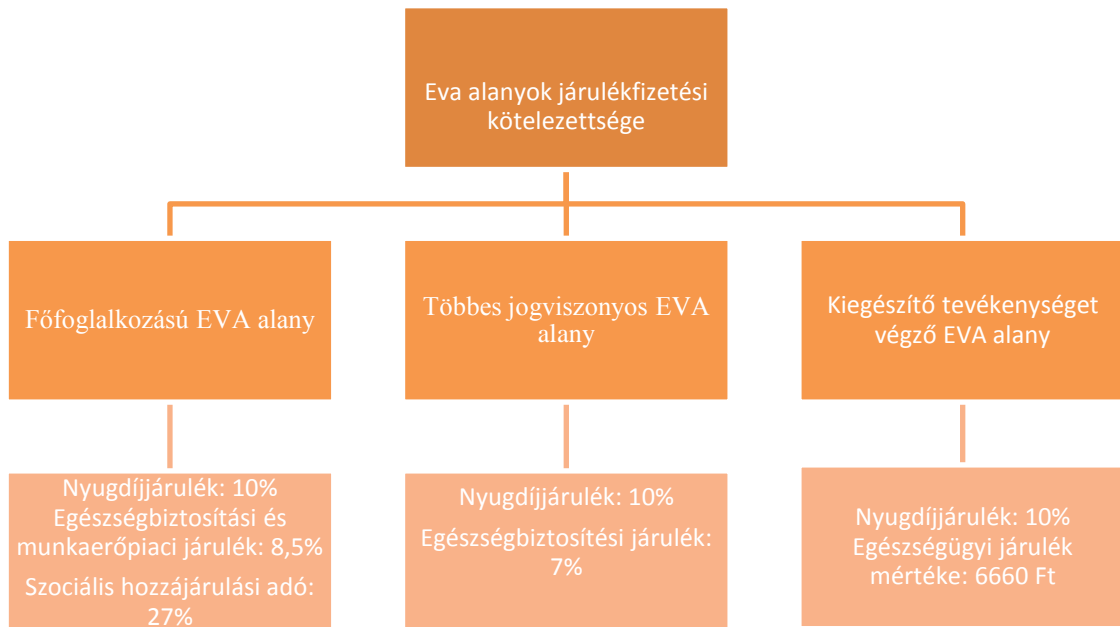 Eva alanyok járulékfizetési
kötelezettsége
Főfoglalkozású EVA alany
Többes jogviszonyos EVA
alany
Kiegészítő tevékenységet
végző EVA alany
Nyugdíjjárulék: 10%
Egészségbiztosítási és
munkaerőpiaci járulék: 8,5%
Szociális hozzájárulási adó:
27%
Nyugdíjjárulék: 10%
Egészségbiztosítési járulék:
7%
Nyugdíjjárulék: 10%
Egészségügyi járulék
mértéke: 6660 Ft